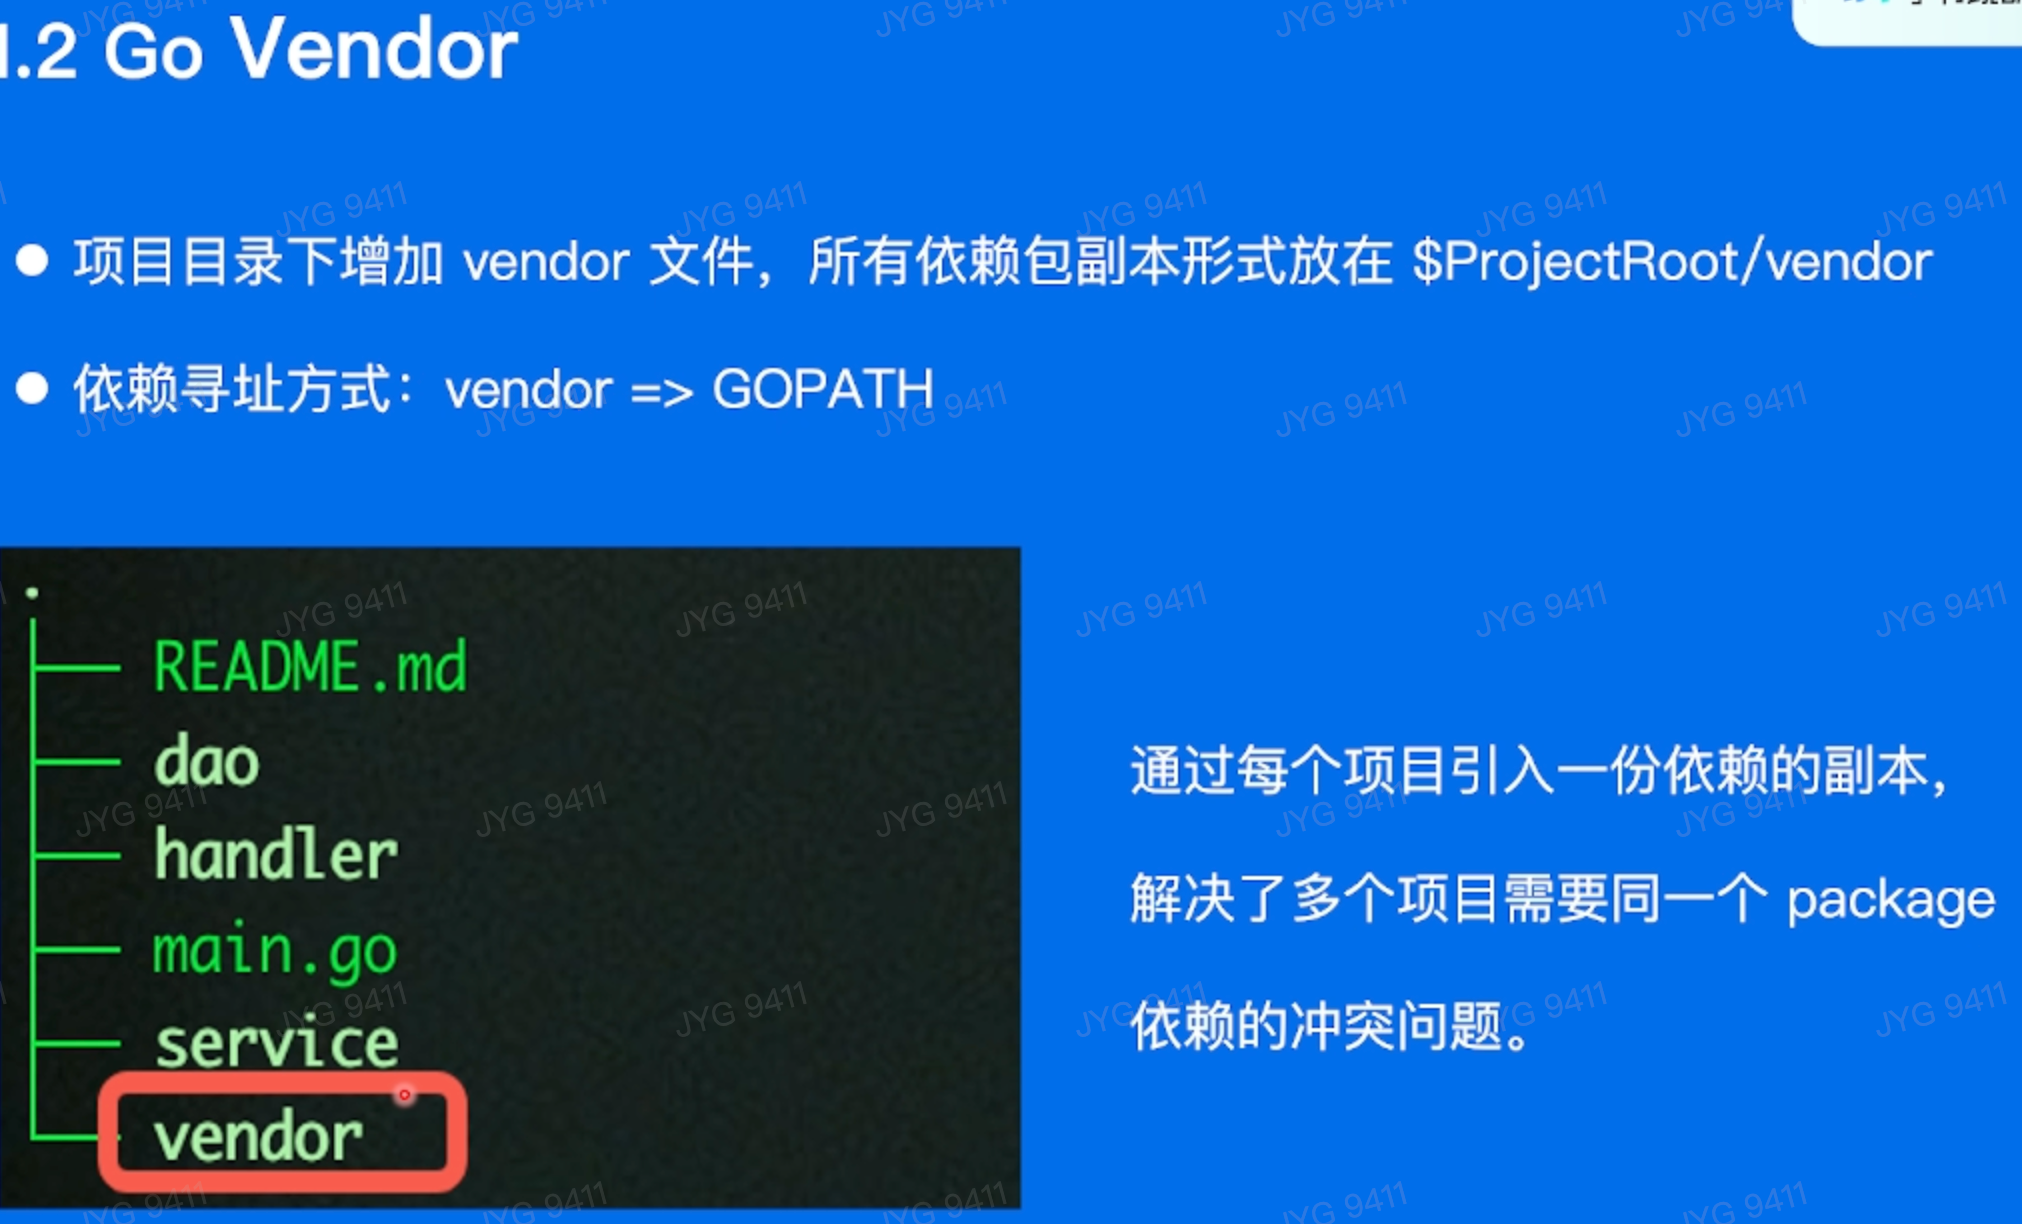 1.2 Go Vendor
● 项目目录下增加 vendor 文件，所有依赖包副本形式放在 $ProjectRoot/vendor
● 依赖寻址方式：vendor => GOPATH
.
README.md
dao
handler
main.go
service
vendor
通过每个项目引入一份依赖的副本，
解决了多个项目需要同一个 package
依赖的冲突问题。
JYG 9411